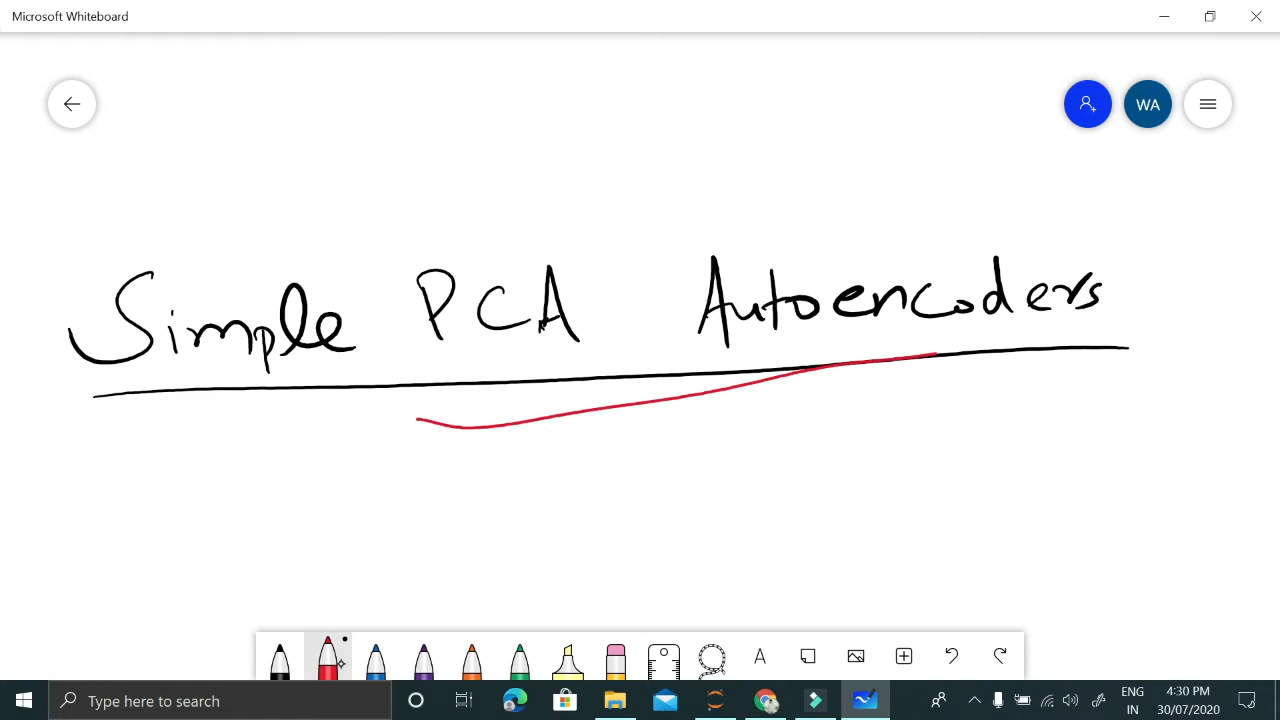 Microsoft Whiteboard
WA
Simple PCA Autoencoders
A
Type here to search
ENG
IN
4:30 PM
30/07/2020